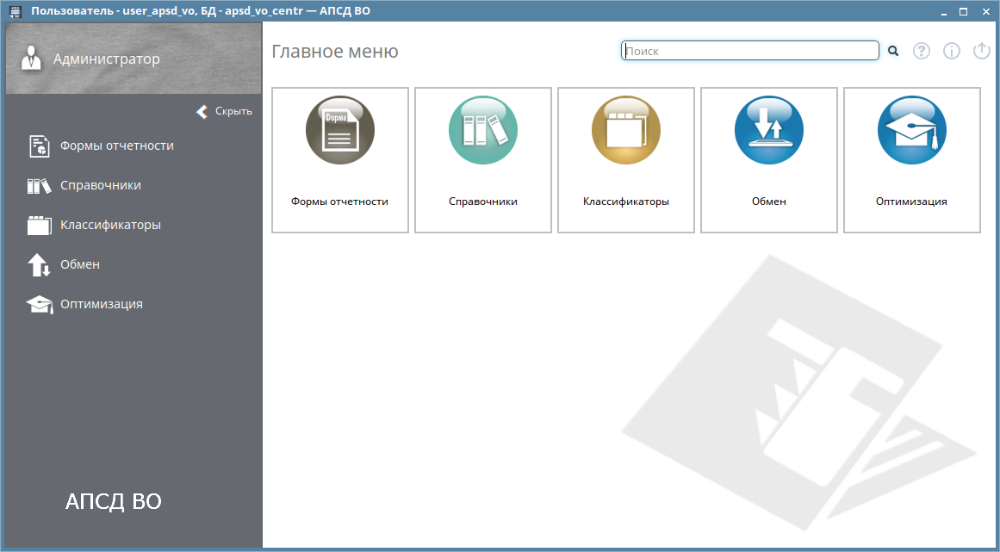 Пользователь - user_apsd_vo, БД - apsd_vo_centr — АПСД ВО
Администратор
Скрыть
Формы отчетности
Справочники
Классификаторы
Обмен
Оптимизация
АПСД ВО
Главное меню
Поиск
Форма
Формы отчетности
Справочники
Классификаторы
Обмен
Оптимизация